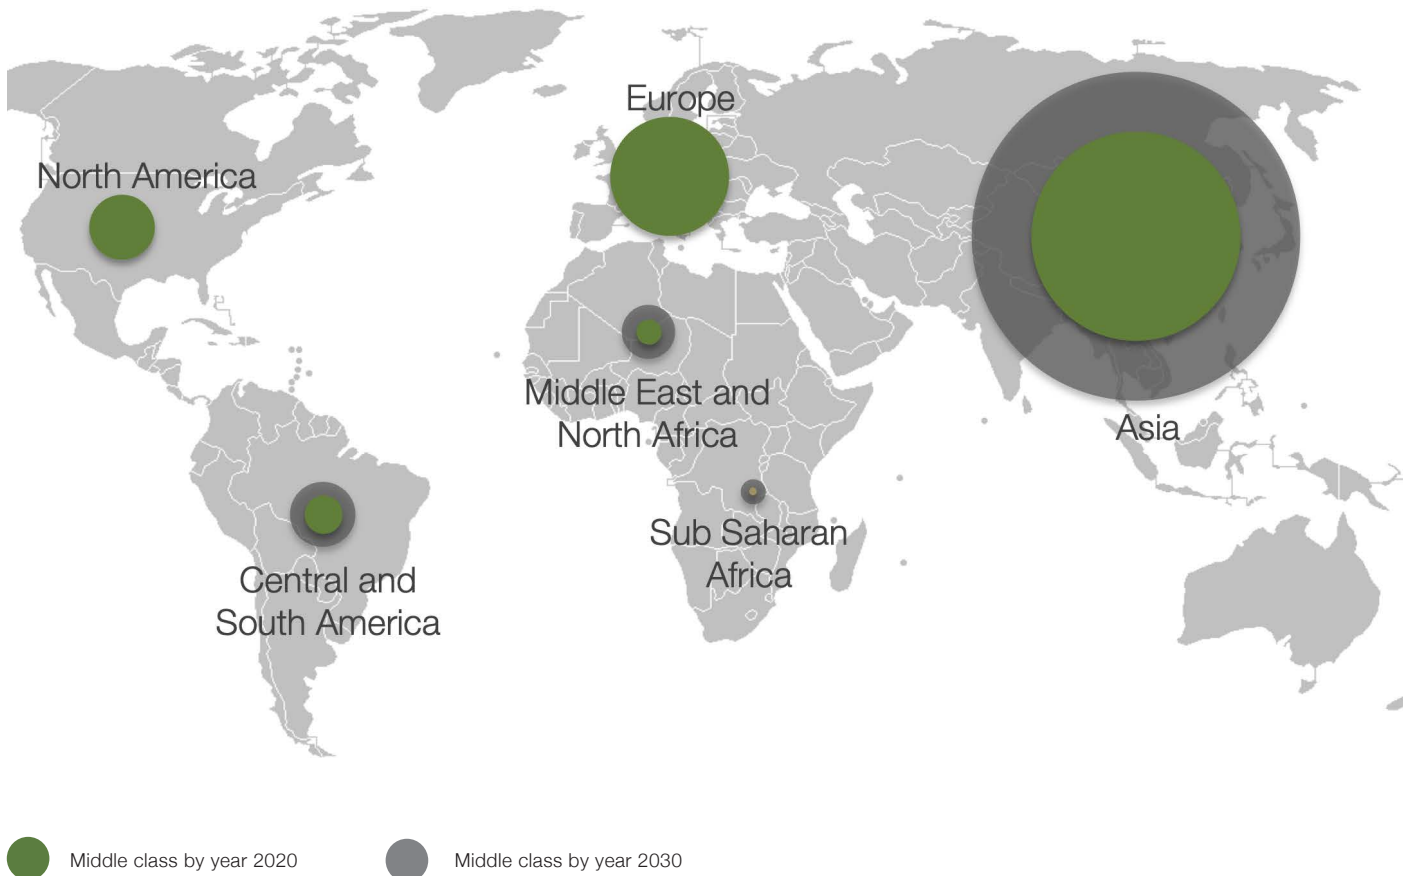 Europe
North America
Middle East and
North Africa
Asia
Sub Saharan
Africa
Central and
South America
Middle class by year 2020
Middle class by year 2030